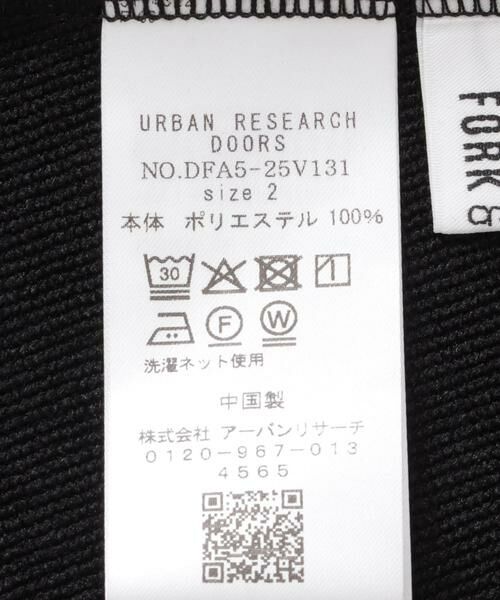 URBAN RESEARCH
DOORS
NO.DFA5-25V131
size 2
本体 ポリエステル 100%
30
F W
洗濯ネット使用
中国製
株式会社 アーバンリサーチ
0120-967-013
4565
FORK &